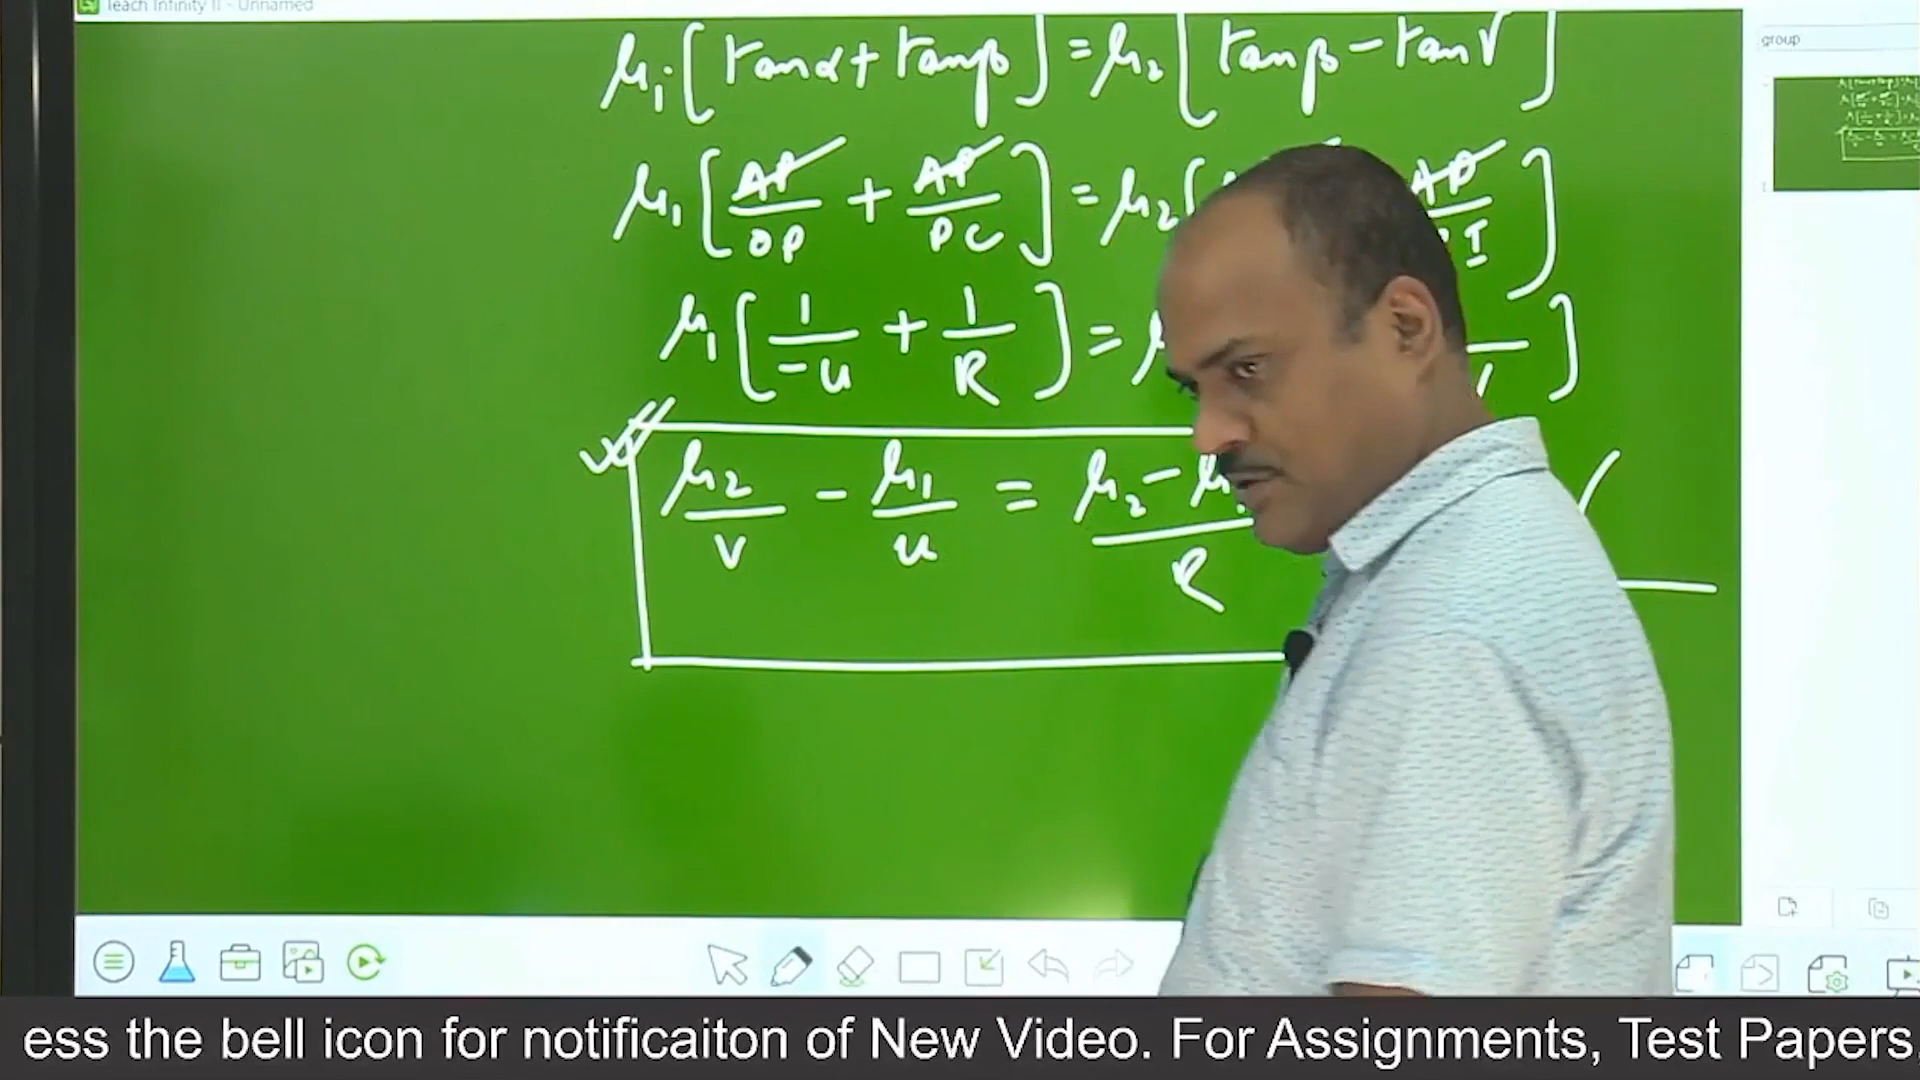 Teach Infinity II - Unnamed
group
μ₁[tanα + tanβ] = μ₂[tanβ - tanγ]
μ₁[AP/OP + AP/PC] = μ₂[ AP/ I]
μ₁[1/-u + 1/R] =
μ₂/v - μ₁/u = μ₂-μ /R
ess the bell icon for notificaiton of New Video. For Assignments, Test Papers,